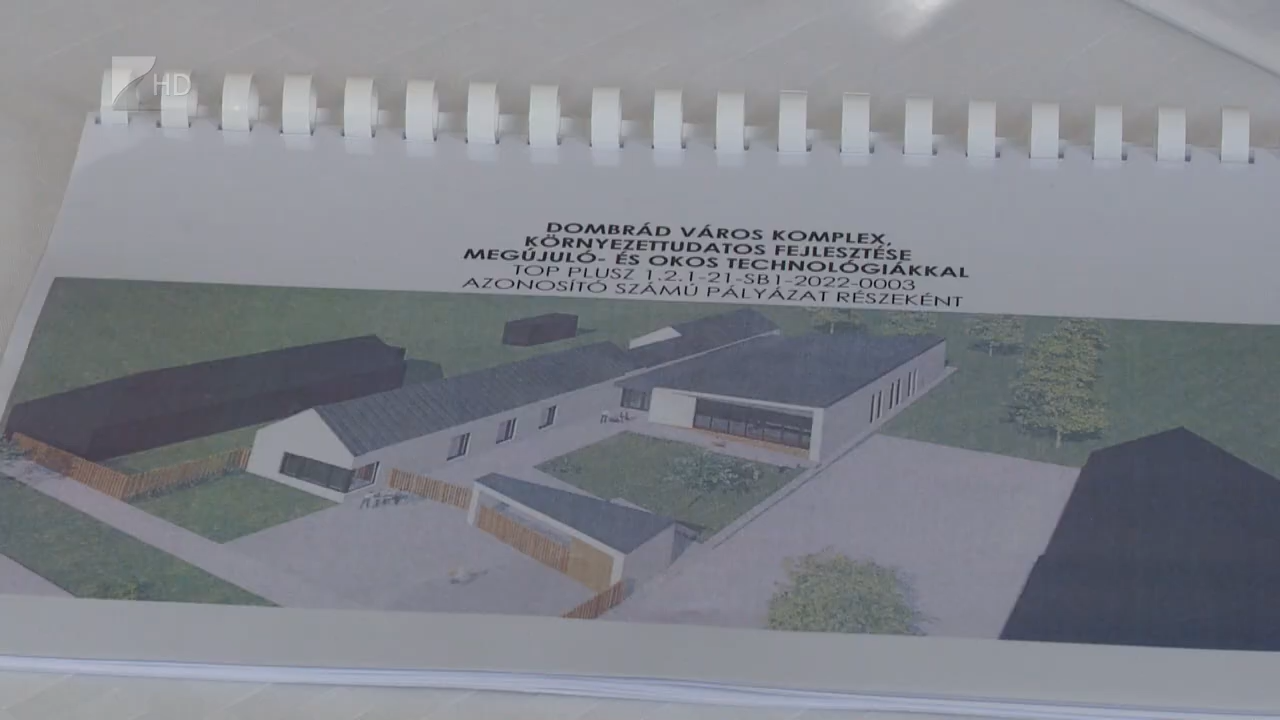 7 HD
DOMBRÁD VÁROS KOMPLEX,
KÖRNYEZETTUDATOS FEJLESZTÉSE
MEGÚJULÓ- ÉS OKOS TECHNOLÓGIÁKKAL
TOP PLUSZ 1.2.1-21-SB1-2022-0003
AZONOSÍTÓ SZÁMÚ PÁLYÁZAT RÉSZEKÉNT